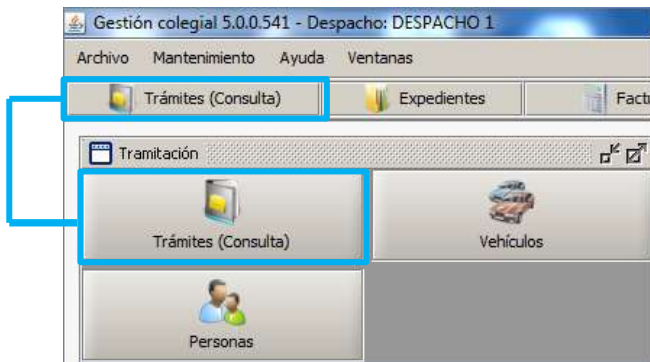 Gestión colegial 5.0.0.541 - Despacho: DESPACHO 1
Archivo Mantenimiento Ayuda Ventanas
Trámites (Consulta) Expedientes Factu
Tramitación
Trámites (Consulta) Vehículos
Personas